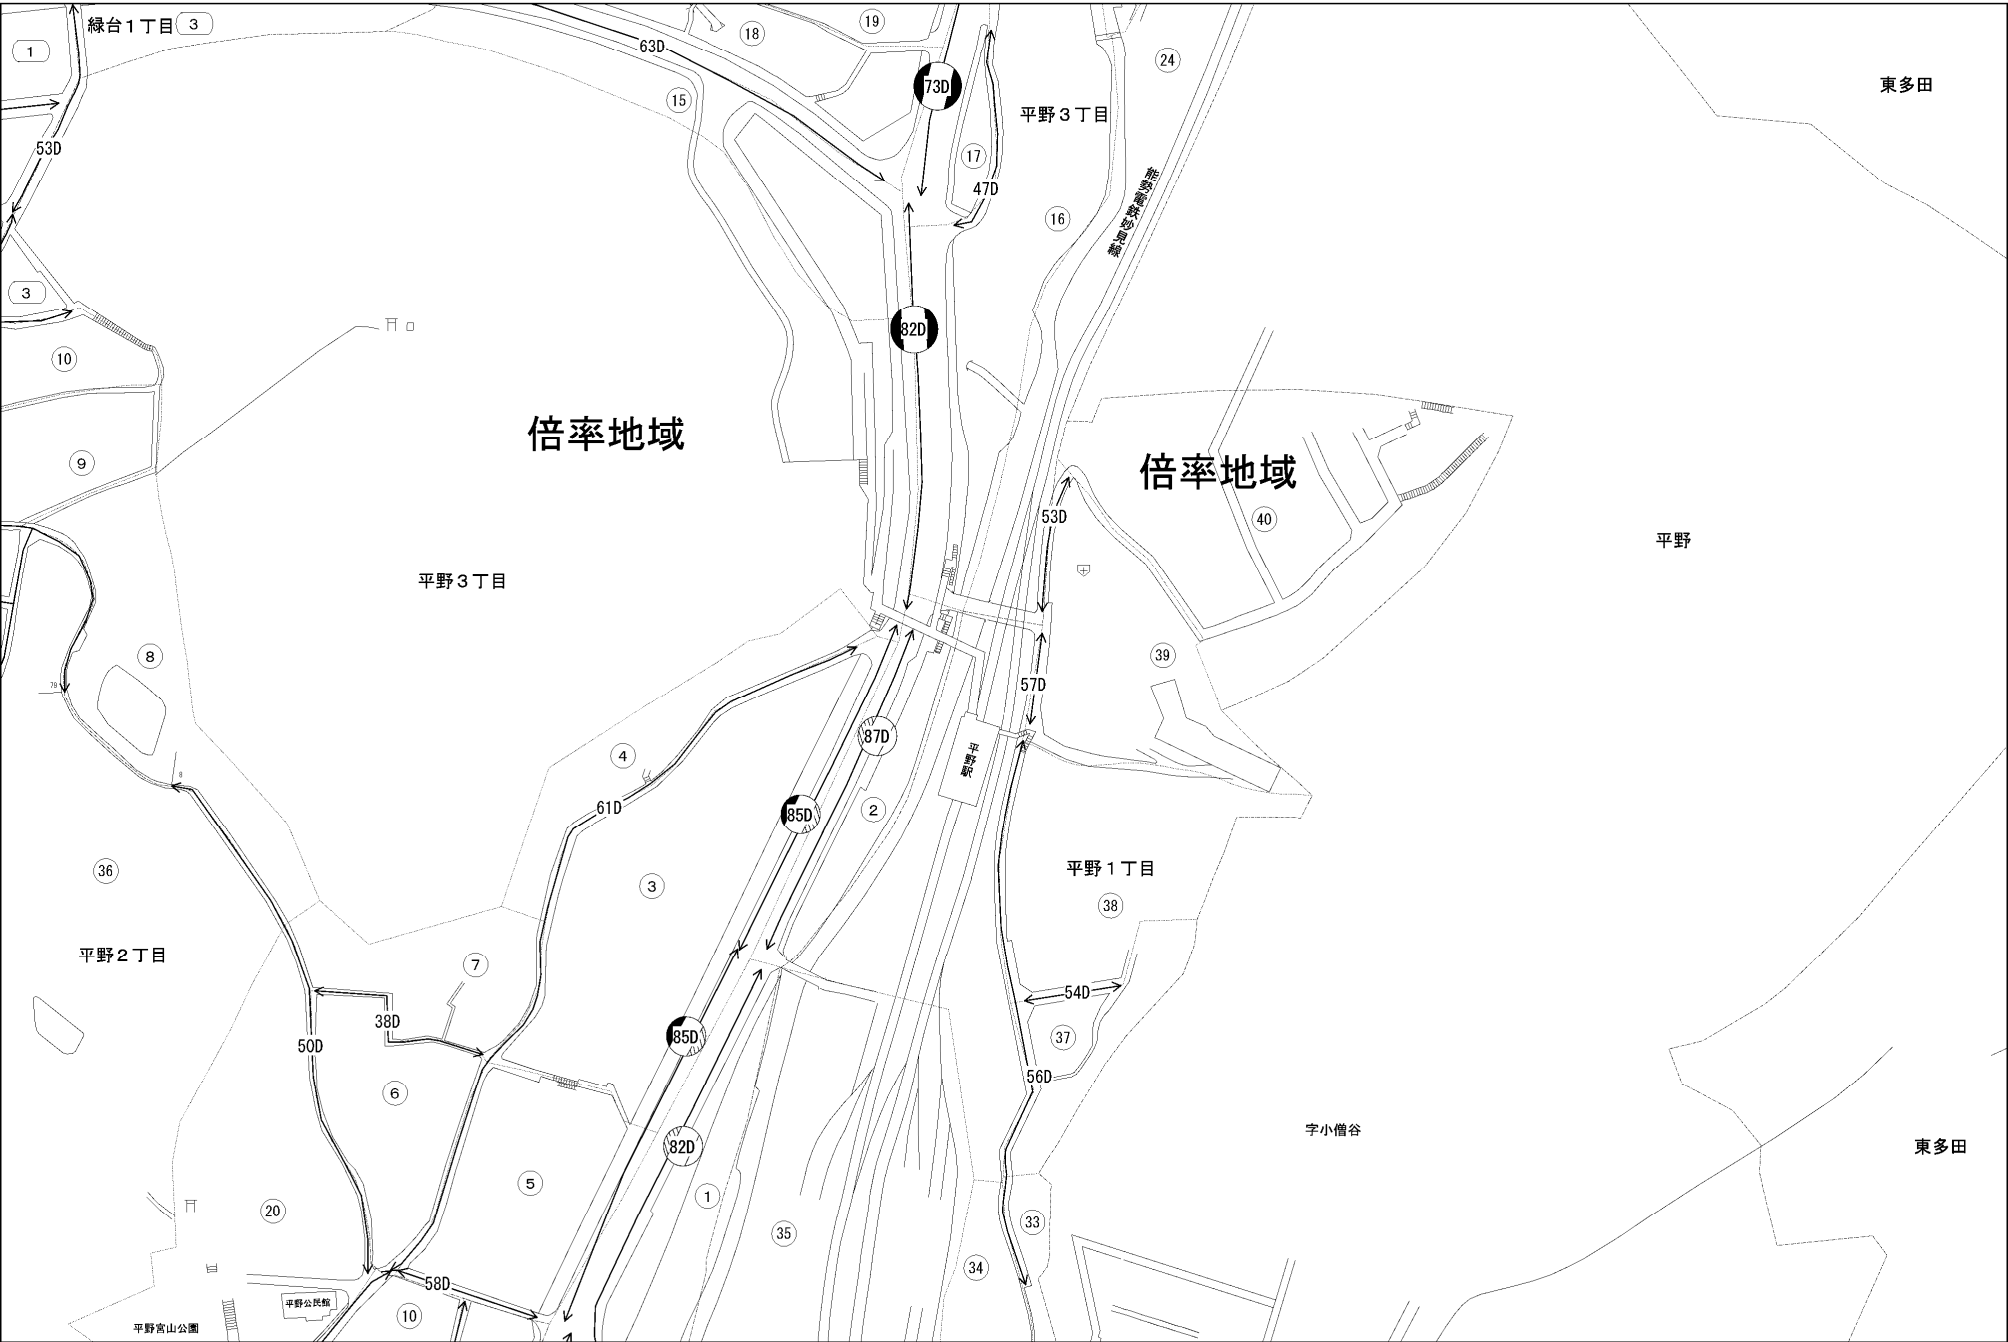 緑台１丁目
3
1
53D
3
10
9
63D
18
19
15
73D
平野３丁目
17
47D
16
24
能勢電鉄妙見線
東多田
82D
倍率地域
倍率地域
53D
40
平野
平野３丁目
8
79
8
4
39
57D
87D
平野駅
61D
85D
2
36
3
平野１丁目
38
平野２丁目
7
54D
38D
37
50D
85D
56D
6
82D
字小僧谷
東多田
5
1
20
33
35
34
58D
平野公民館
10
平野宮山公園